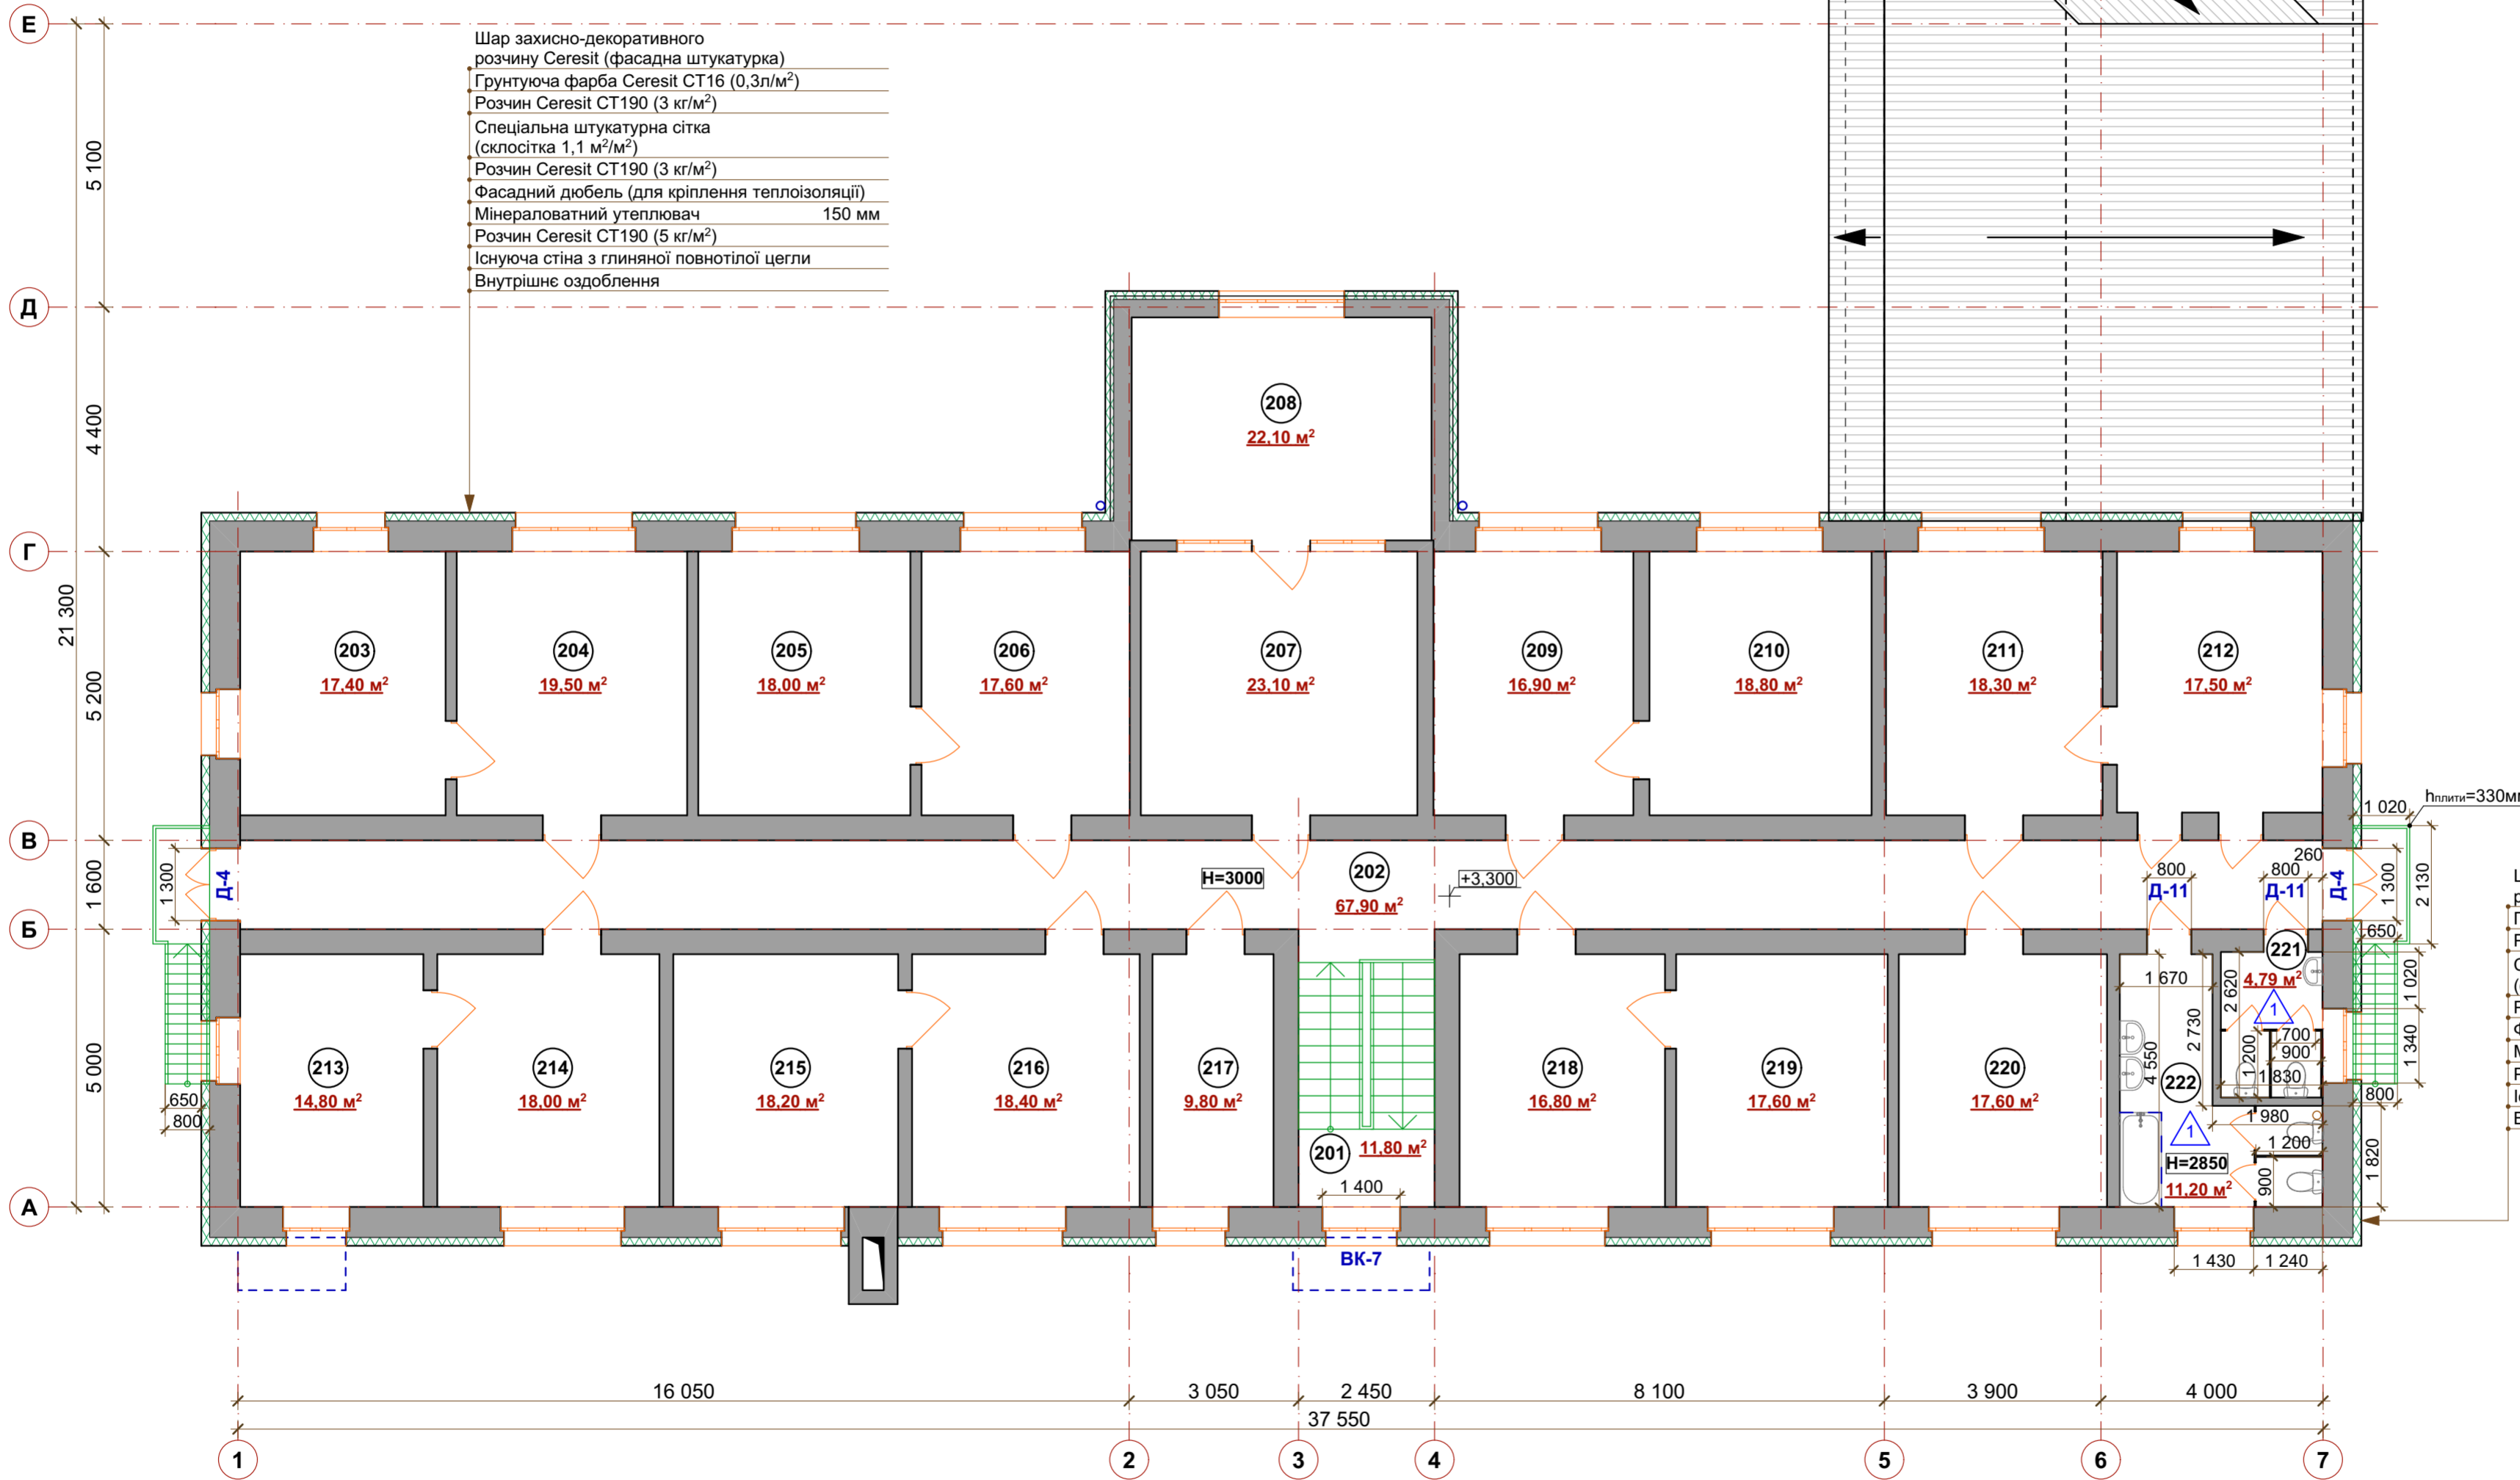 Е
Шар захисно-декоративного
розчину Ceresit (фасадна штукатурка)
Грунтуюча фарба Ceresit CT16 (0,3л/м²)
Розчин Ceresit CT190 (3 кг/м²)
Спеціальна штукатурна сітка
(склосітка 1,1 м²/м²)
Розчин Ceresit CT190 (3 кг/м²)
Фасадний дюбель (для кріплення теплоізоляції)
Мінераловатний утеплювач 150 мм
Розчин Ceresit CT190 (5 кг/м²)
Існуюча стіна з глиняної повнотілої цегли
Внутрішнє оздоблення
5 100
Д
4 400
208
22,10 м²
Г
21 300
5 200
203
17,40 м²
204
19,50 м²
205
18,00 м²
206
17,60 м²
207
23,10 м²
209
16,90 м²
210
18,80 м²
211
18,30 м²
212
17,50 м²
hплити=330м
1 020
В
1 600
1 300
Д-4
H=3000
202
67,90 м²
+3,300
800
Д-11
260
800
Д-11
Д-4
1 300
2 130
Б
650
5 000
221
4,79 м²
1
1 670
2 620
2 730
4 550
700
900
1 200
1 830
1 020
1 340
213
14,80 м²
214
18,00 м²
215
18,20 м²
216
18,40 м²
217
9,80 м²
218
16,80 м²
219
17,60 м²
220
17,60 м²
222
650
800
800
1 980
1
1 200
900
1 820
H=2850
11,20 м²
201
11,80 м²
1 400
А
ВК-7
1 430
1 240
16 050
3 050
2 450
8 100
3 900
4 000
37 550
1
2
3
4
5
6
7